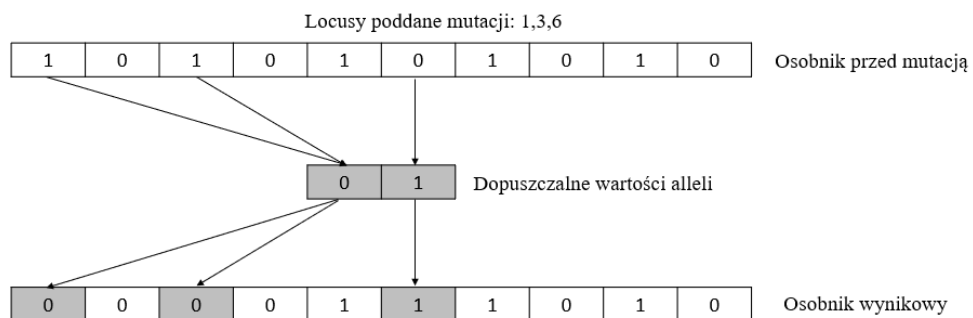 Locusy poddane mutacji: 1,3,6
1 0 1 0 1 0 1 0 1 0 Osobnik przed mutacją
0 1 Dopuszczalne wartości alleli
0 0 0 0 1 1 1 0 1 0 Osobnik wynikowy